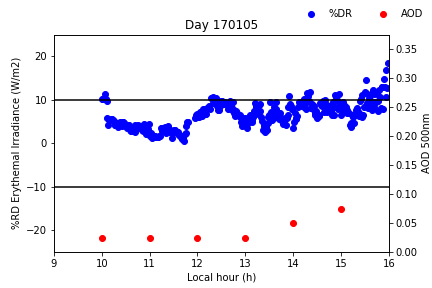 %DR AOD
Day 170105
%RD Erythermal Irradiance (W/m2)
20
10
0
−10
−20
0.35
0.30
0.25
0.20
0.15
0.10
0.05
0.00
AOD 500nm
9 10 11 12 13 14 15 16
Local hour (h)